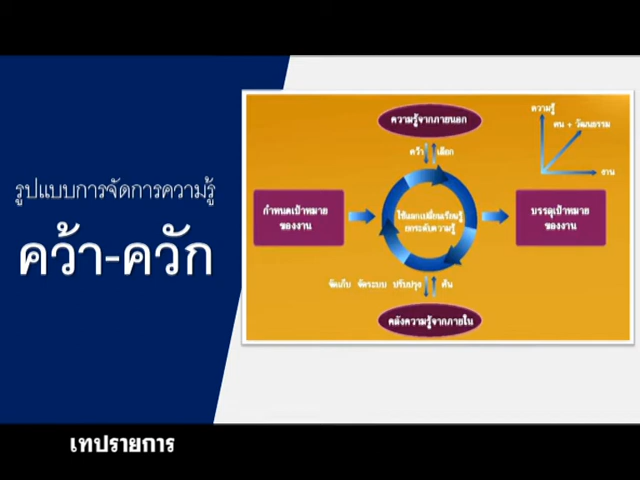 รูปแบบการจัดการความรู้
คว้า-ควัก
ความรู้จากภายนอก
คว้า เลือก
ความรู้
คน + วัฒนธรรม
งาน
กำหนดเป้าหมาย
ของงาน
ใช้แลกเปลี่ยนเรียนรู้
ยกระดับความรู้
บรรลุเป้าหมาย
ของงาน
จัดเก็บ จัดระบบ ปรับปรุง ค้น
คลังความรู้จากภายใน
เทปรายการ